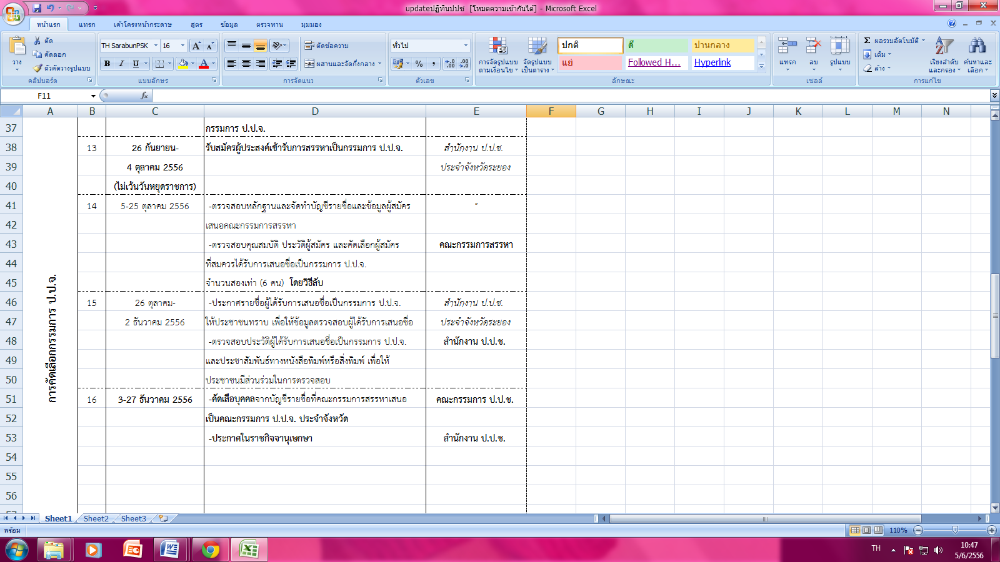 updateปฏิทินปปช [โหมดความเข้ากันได้] - Microsoft Excel
หน้าแรก แทรก เค้าโครงหน้ากระดาษ สูตร ข้อมูล ตรวจทาน มุมมอง
วาง
ตัด
คัดลอก
ตัวคัดวางรูปแบบ
คลิปบอร์ด
TH SarabunPSK 16
B I U
แบบอักษร
ตัดข้อความ
ผสานและจัดกึ่งกลาง
การจัดแนว
ทั่วไป
ตัวเลข
การจัดรูปแบบ
ตามเงื่อนไข
จัดรูปแบบ
เป็นตาราง
ปกติ ดี ปานกลาง
แย่ Followed H... Hyperlink
ลักษณะ
แทรก ลบ รูปแบบ
เซลล์
Σ ผลรวมอัตโนมัติ
เติม
ล้าง
เรียงลำดับ
และกรอง
ค้นหาและ
เลือก
การแก้ไข
F11 fx
A B C D E F G H I J K L M N
การคัดเลือกกรรมการ ป.ป.จ.
37 กรรมการ ป.ป.จ.
38 13 26 กันยายน- รับสมัครผู้ประสงค์เข้ารับการสรรหาเป็นกรรมการ ป.ป.จ. สำนักงาน ป.ป.ช.
39 4 ตุลาคม 2556 ประจำจังหวัดระยอง
40 (ไม่เว้นวันหยุดราชการ)
41 14 5-25 ตุลาคม 2556 -ตรวจสอบหลักฐานและจัดทำบัญชีรายชื่อและข้อมูลผู้สมัคร "
42 เสนอคณะกรรมการสรรหา
43 -ตรวจสอบคุณสมบัติ ประวัติผู้สมัคร และคัดเลือกผู้สมัคร คณะกรรมการสรรหา
44 ที่สมควรได้รับการเสนอชื่อเป็นกรรมการ ป.ป.จ.
45 จำนวนสองเท่า (6 คน) โดยวิธีลับ
46 15 26 ตุลาคม- -ประกาศรายชื่อผู้ได้รับการเสนอชื่อเป็นกรรมการ ป.ป.จ. สำนักงาน ป.ป.ช.
47 2 ธันวาคม 2556 ให้ประชาชนทราบ เพื่อให้ข้อมูลตรวจสอบผู้ได้รับการเสนอชื่อ ประจำจังหวัดระยอง
48 -ตรวจสอบประวัติผู้ได้รับการเสนอชื่อเป็นกรรมการ ป.ป.จ. สำนักงาน ป.ป.ช.
49 และประชาสัมพันธ์ทางหนังสือพิมพ์หรือสิ่งพิมพ์ เพื่อให้
50 ประชาชนมีส่วนร่วมในการตรวจสอบ
51 16 3-27 ธันวาคม 2556 -คัดเลือบุคคลจากบัญชีรายชื่อที่คณะกรรมการสรรหาเสนอ คณะกรรมการ ป.ป.ช.
52 เป็นคณะกรรมการ ป.ป.จ. ประจำจังหวัด
53 -ประกาศในราชกิจจานุเษกษา สำนักงาน ป.ป.ช.
54
55
56
57
Sheet1 Sheet2 Sheet3
พร้อม 110%
TH 10:47
5/6/2556